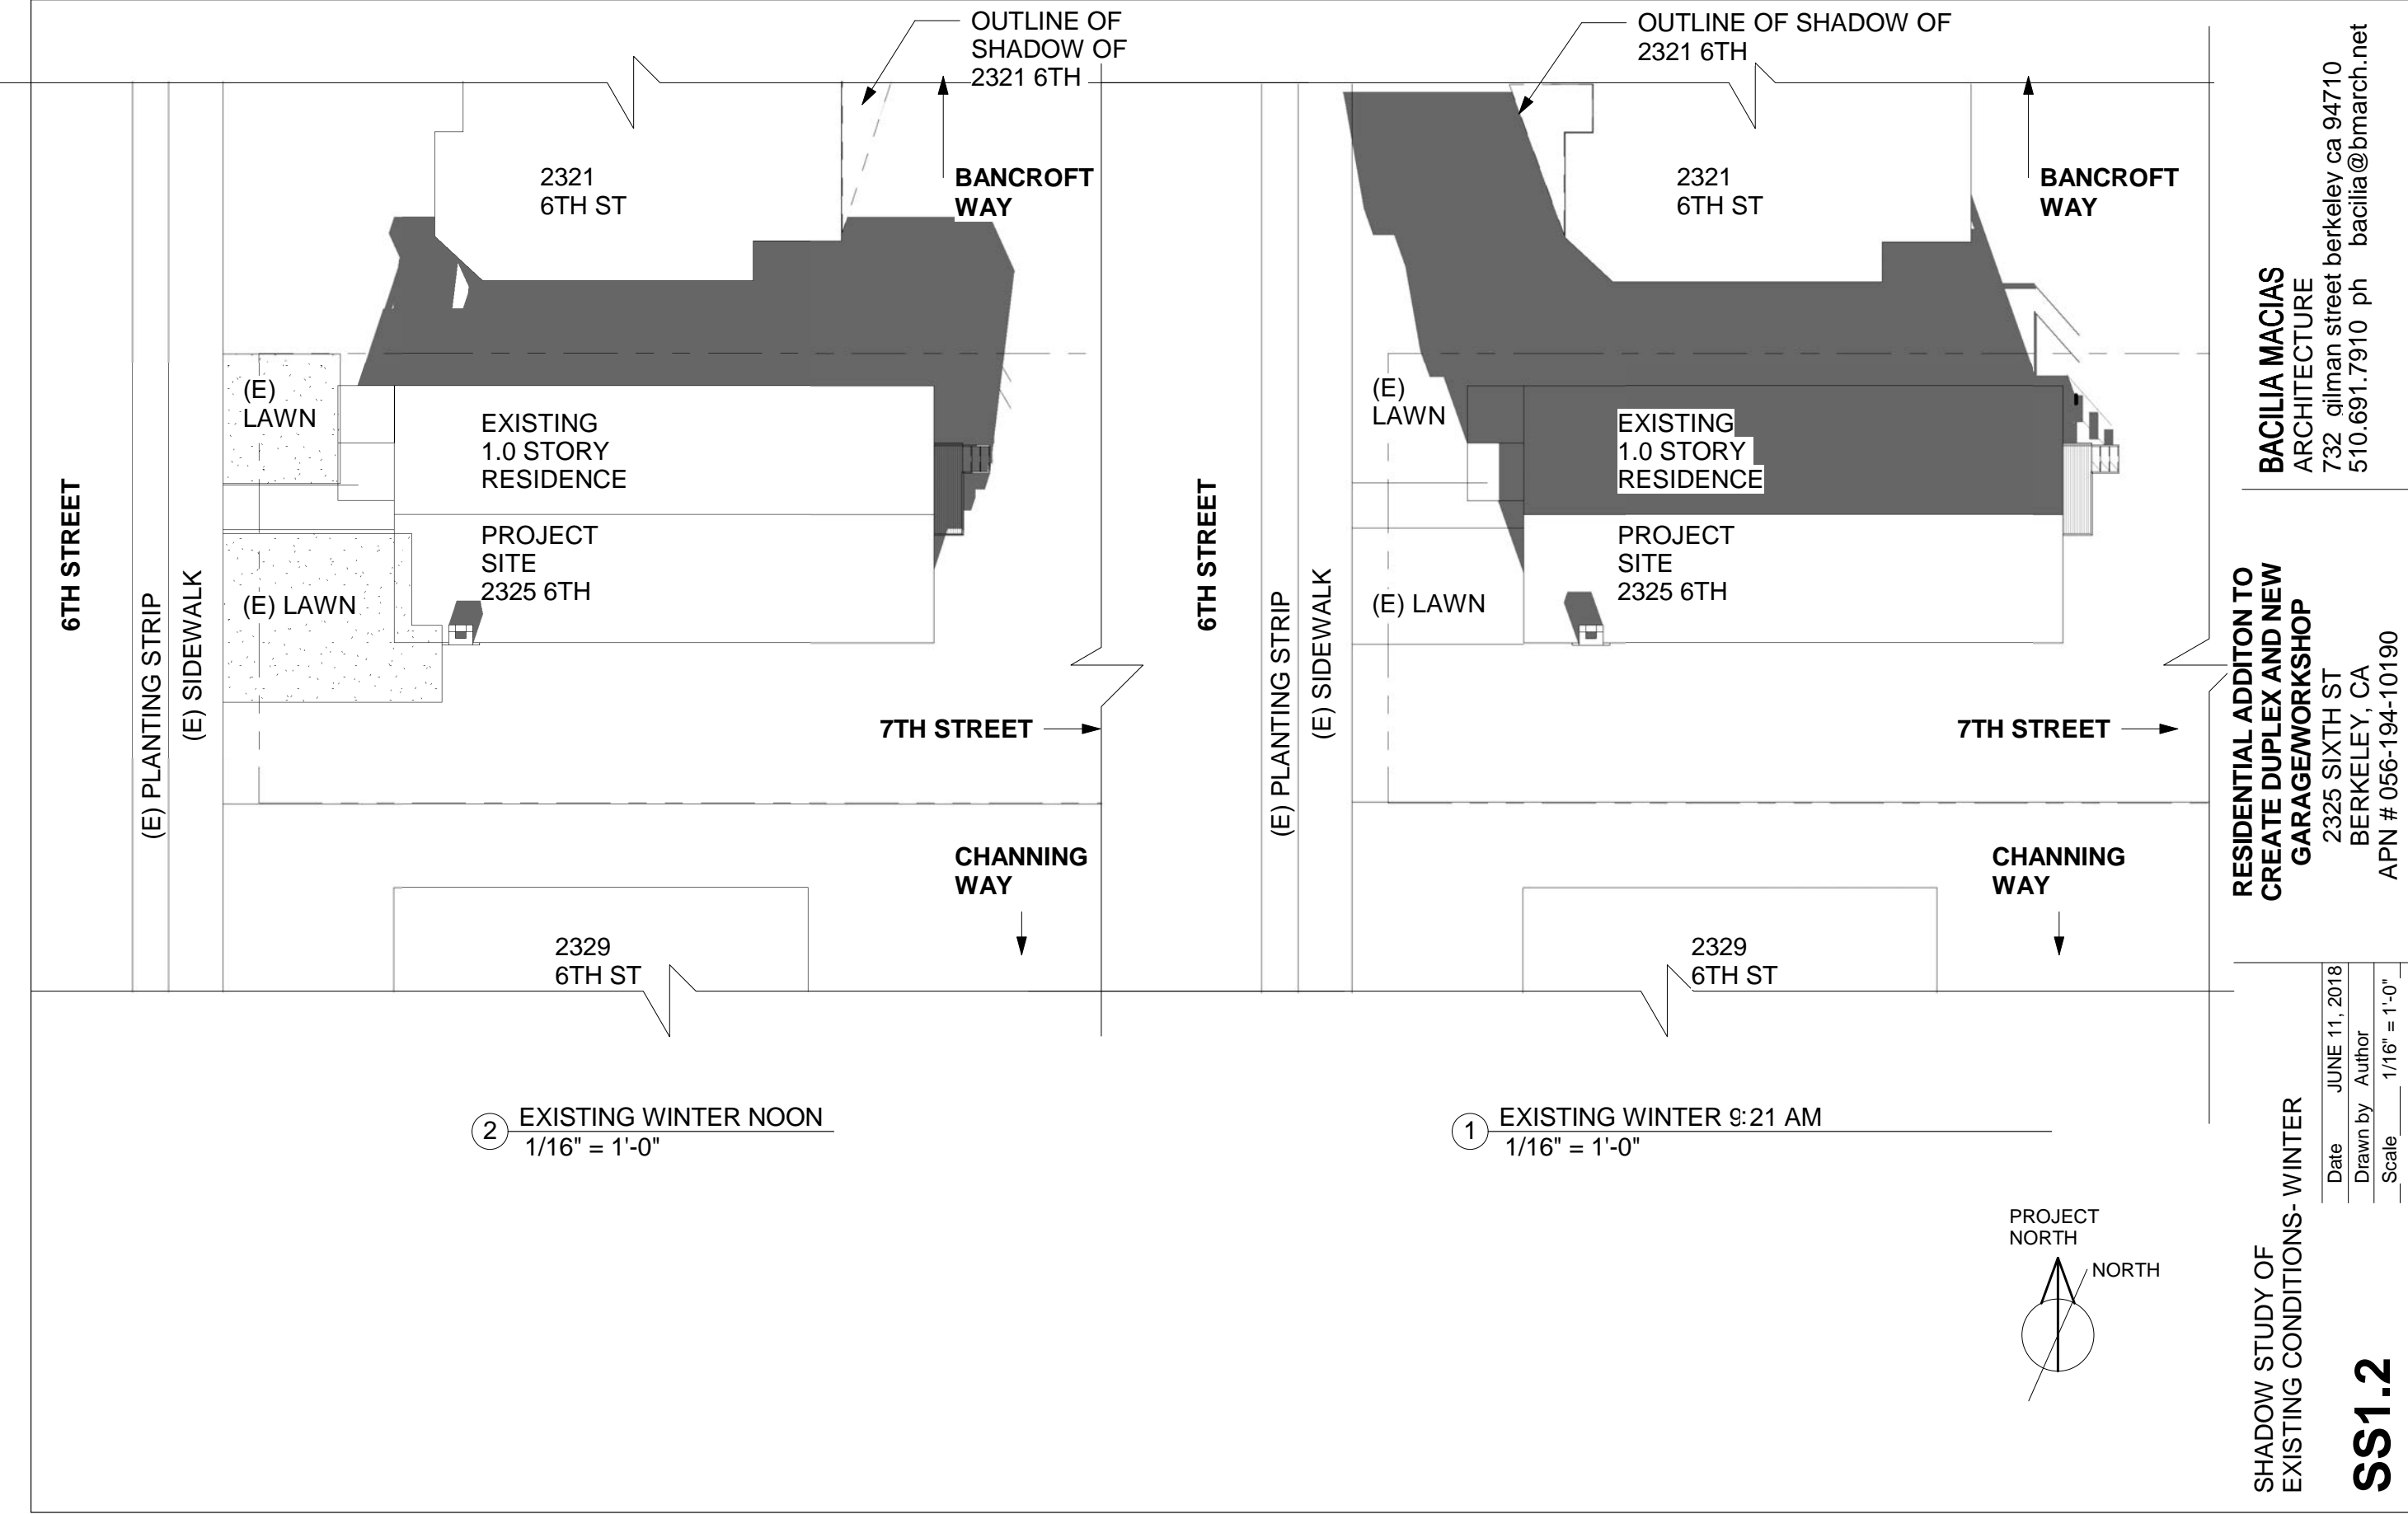 OUTLINE OF
SHADOW OF
2321 6TH
2321
6TH ST
BANCROFT
WAY
(E)
LAWN
EXISTING
1.0 STORY
RESIDENCE
PROJECT
SITE
2325 6TH
(E) LAWN
6TH STREET
(E) PLANTING STRIP
(E) SIDEWALK
7TH STREET
CHANNING
WAY
2329
6TH ST
2
EXISTING WINTER NOON
1/16" = 1'-0"
OUTLINE OF SHADOW OF
2321 6TH
2321
6TH ST
BANCROFT
WAY
(E)
LAWN
EXISTING
1.0 STORY
RESIDENCE
PROJECT
SITE
2325 6TH
(E) LAWN
6TH STREET
(E) PLANTING STRIP
(E) SIDEWALK
7TH STREET
CHANNING
WAY
2329
6TH ST
1
EXISTING WINTER 9:21 AM
1/16" = 1'-0"
PROJECT
NORTH
NORTH
BACILIA MACIAS
ARCHITECTURE
732 gilman street berkeley ca 94710
510.691.7910 ph bacilia@bmarch.net
RESIDENTIAL ADDITON TO
CREATE DUPLEX AND NEW
GARAGE/WORKSHOP
2325 SIXTH ST
BERKELEY, CA
APN # 056-194-10190
Date JUNE 11, 2018
Drawn by Author
Scale 1/16" = 1'-0"
SHADOW STUDY OF
EXISTING CONDITIONS- WINTER
SS1.2